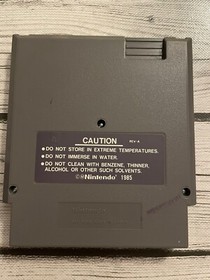 CAUTION REV-A
• DO NOT STORE IN EXTREME TEMPERATURES.
• DO NOT IMMERSE IN WATER.
• DO NOT CLEAN WITH BENZENE, THINNER,
ALCOHOL OR OTHER SUCH SOLVENTS.
©®Nintendo 1985